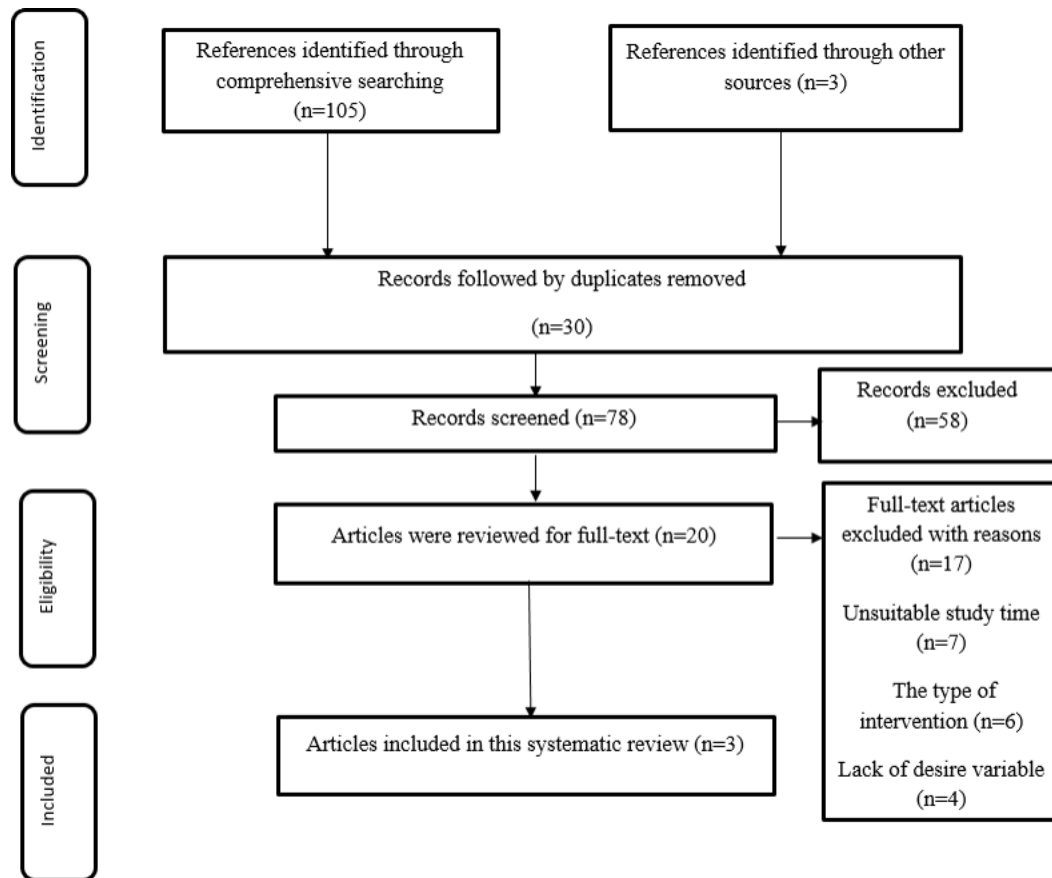 Identification
References identified through
comprehensive searching
(n=105)
References identified through other
sources (n=3)
Screening
Records followed by duplicates removed
(n=30)
Records screened (n=78)
Records excluded
(n=58)
Eligibility
Articles were reviewed for full-text (n=20)
Full-text articles
excluded with reasons
(n=17)
Unsuitable study time
(n=7)
The type of
intervention (n=6)
Lack of desire variable
(n=4)
Included
Articles included in this systematic review (n=3)